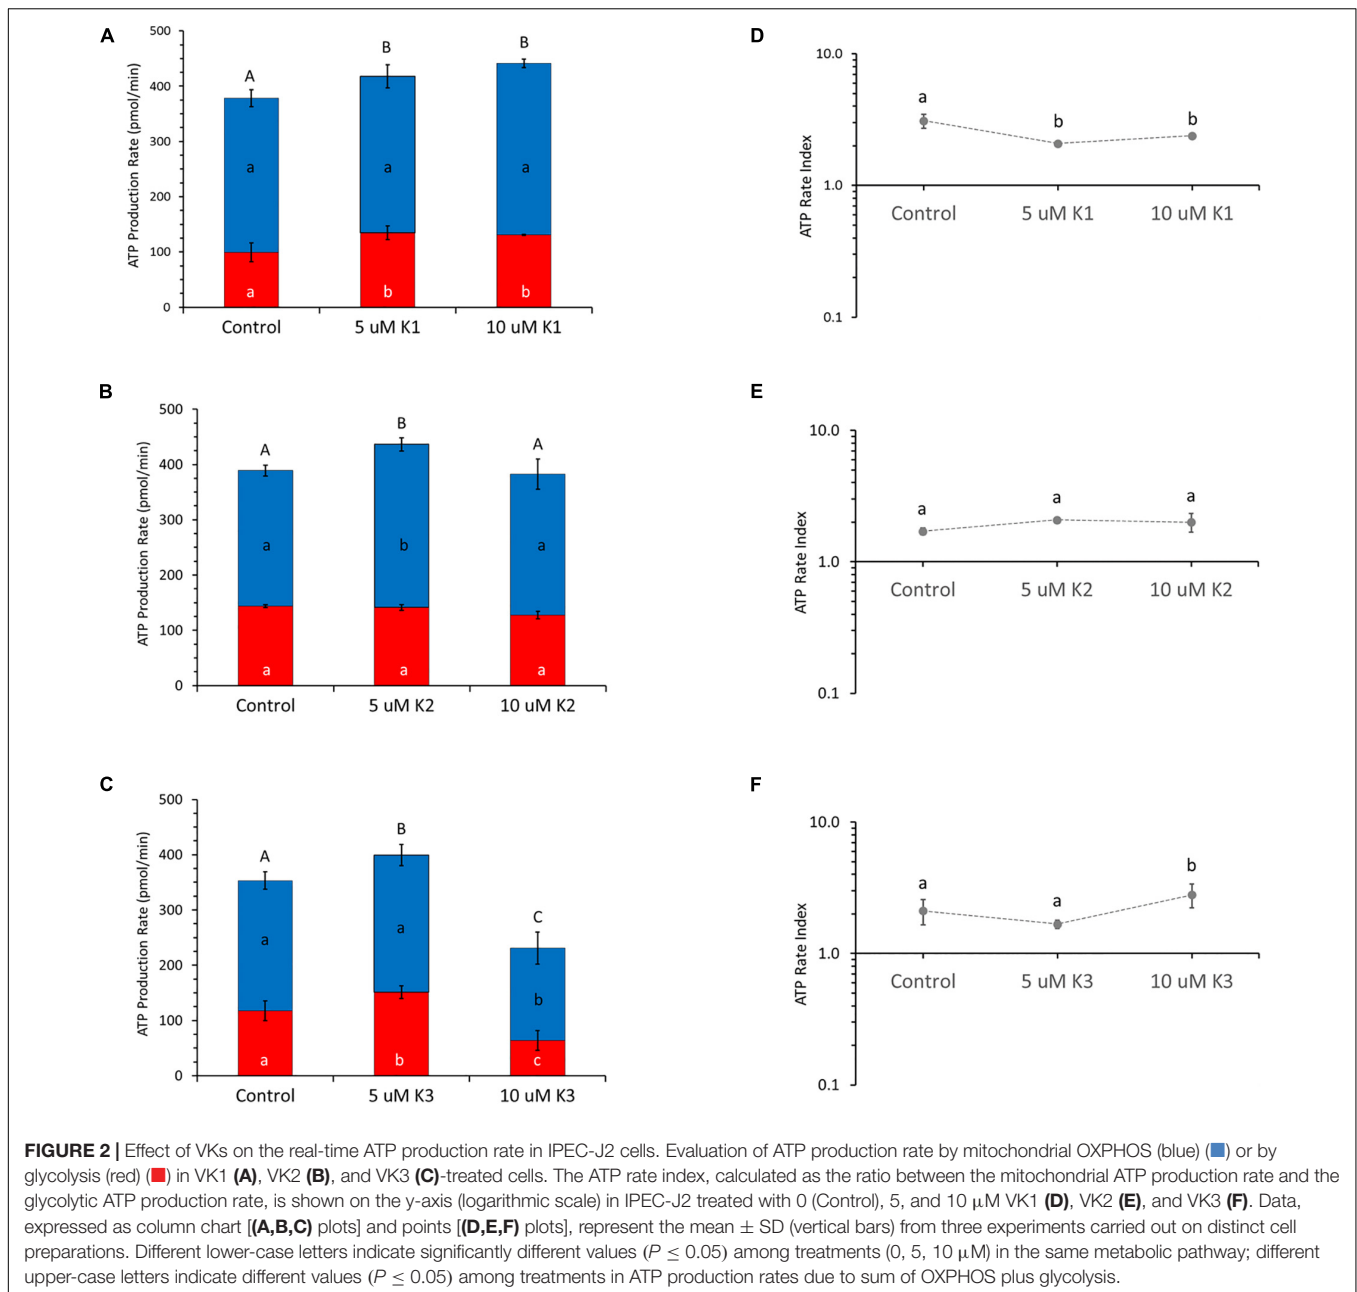 A
500
400
300
200
100
0
ATP Production Rate (pmol/min)
A
B
B
a
a
a
a
b
b
Control
5 uM K1
10 uM K1
D
10.0
1.0
0.1
ATP Rate Index
a
b
b
Control
5 uM K1
10 uM K1
B
500
400
300
200
100
0
ATP Production Rate (pmol/min)
A
B
A
a
b
a
a
a
a
Control
5 uM K2
10 uM K2
E
10.0
1.0
0.1
ATP Rate Index
a
a
a
Control
5 uM K2
10 uM K2
C
500
400
300
200
100
0
ATP Production Rate (pmol/min)
A
B
C
a
a
b
a
b
c
Control
5 uM K3
10 uM K3
F
10.0
1.0
0.1
ATP Rate Index
a
a
b
Control
5 uM K3
10 uM K3
FIGURE 2 | Effect of VKs on the real-time ATP production rate in IPEC-J2 cells. Evaluation of ATP production rate by mitochondrial OXPHOS (blue) (■) or by
glycolysis (red) (■) in VK1 (A), VK2 (B), and VK3 (C)-treated cells. The ATP rate index, calculated as the ratio between the mitochondrial ATP production rate and the
glycolytic ATP production rate, is shown on the y-axis (logarithmic scale) in IPEC-J2 treated with 0 (Control), 5, and 10 μM VK1 (D), VK2 (E), and VK3 (F). Data,
expressed as column chart [(A,B,C) plots] and points [(D,E,F) plots], represent the mean ± SD (vertical bars) from three experiments carried out on distinct cell
preparations. Different lower-case letters indicate significantly different values (P ≤ 0.05) among treatments (0, 5, 10 μM) in the same metabolic pathway; different
upper-case letters indicate different values (P ≤ 0.05) among treatments in ATP production rates due to sum of OXPHOS plus glycolysis.